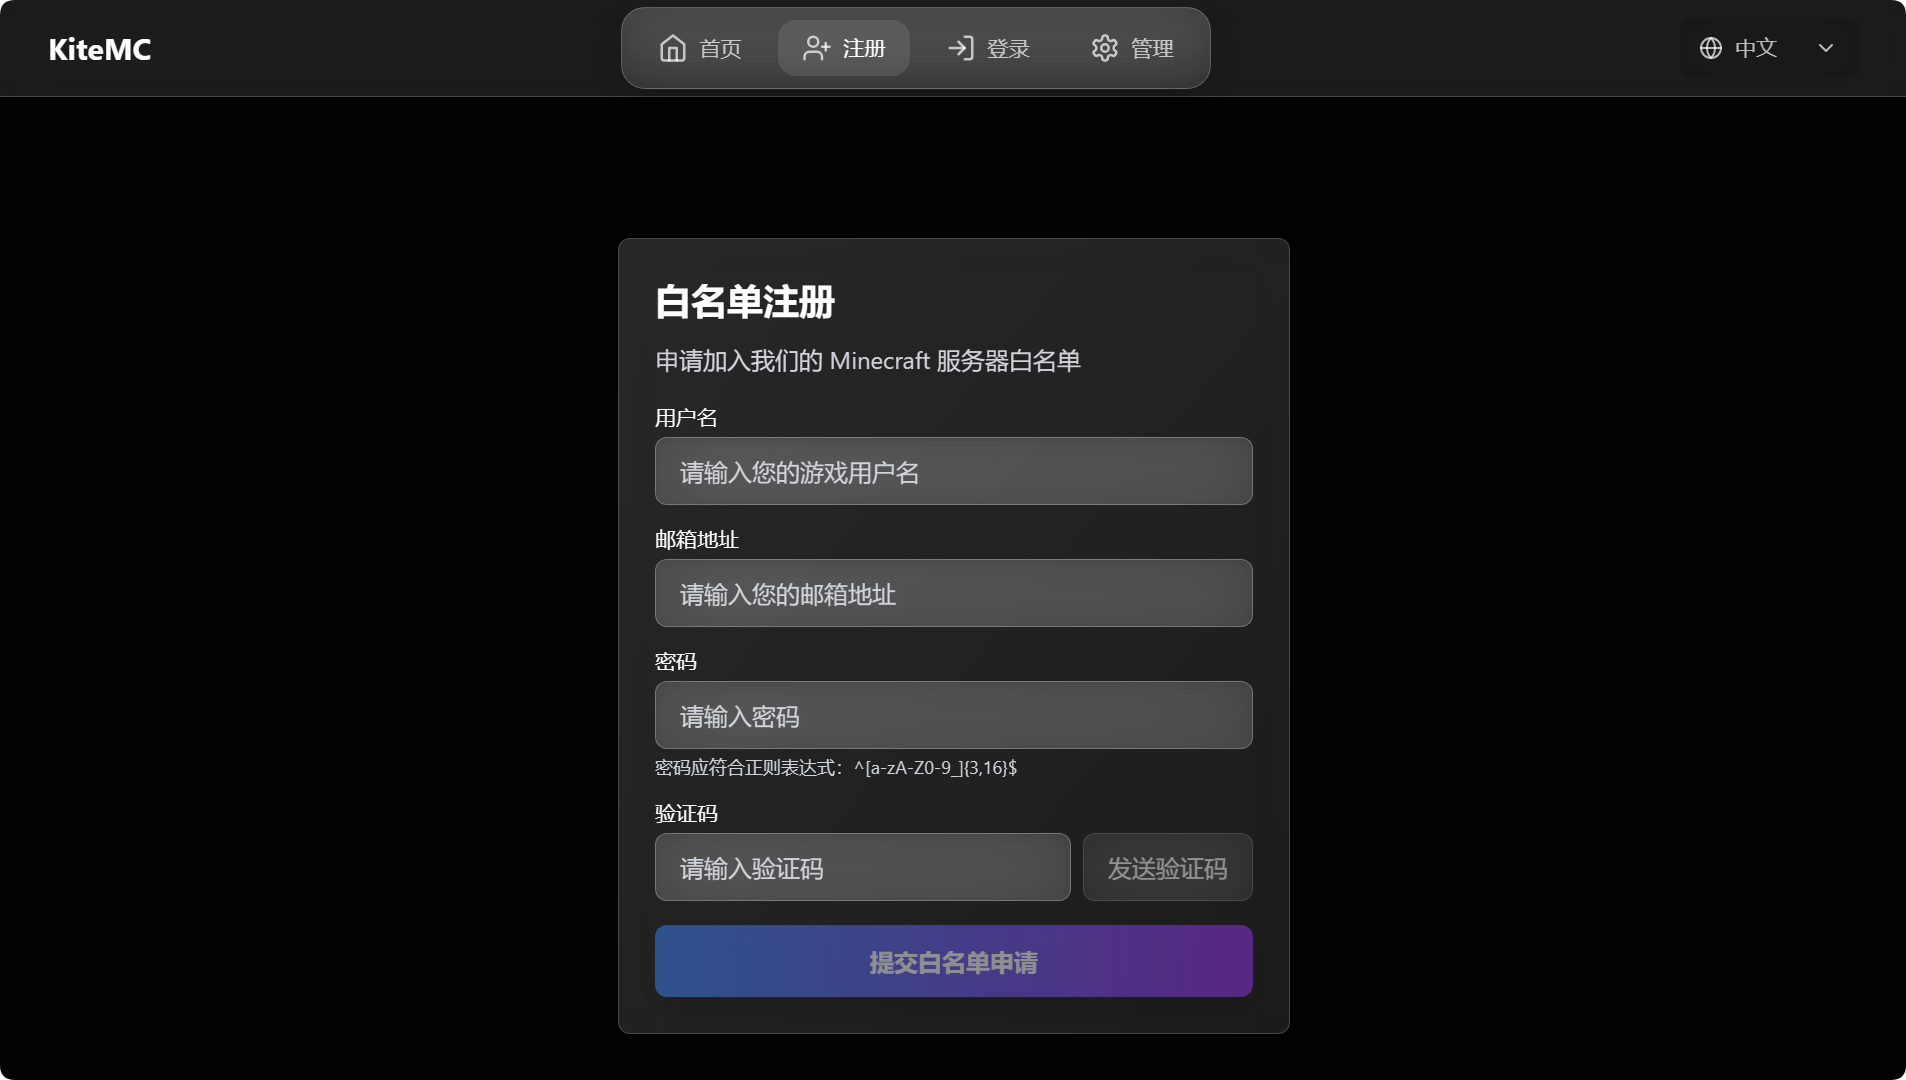 KiteMC
首页
注册
登录
管理
中文
白名单注册
申请加入我们的 Minecraft 服务器白名单
用户名
请输入您的游戏用户名
邮箱地址
请输入您的邮箱地址
密码
请输入密码
密码应符合正则表达式：^[a-zA-Z0-9_]{3,16}$
验证码
请输入验证码
发送验证码
提交白名单申请